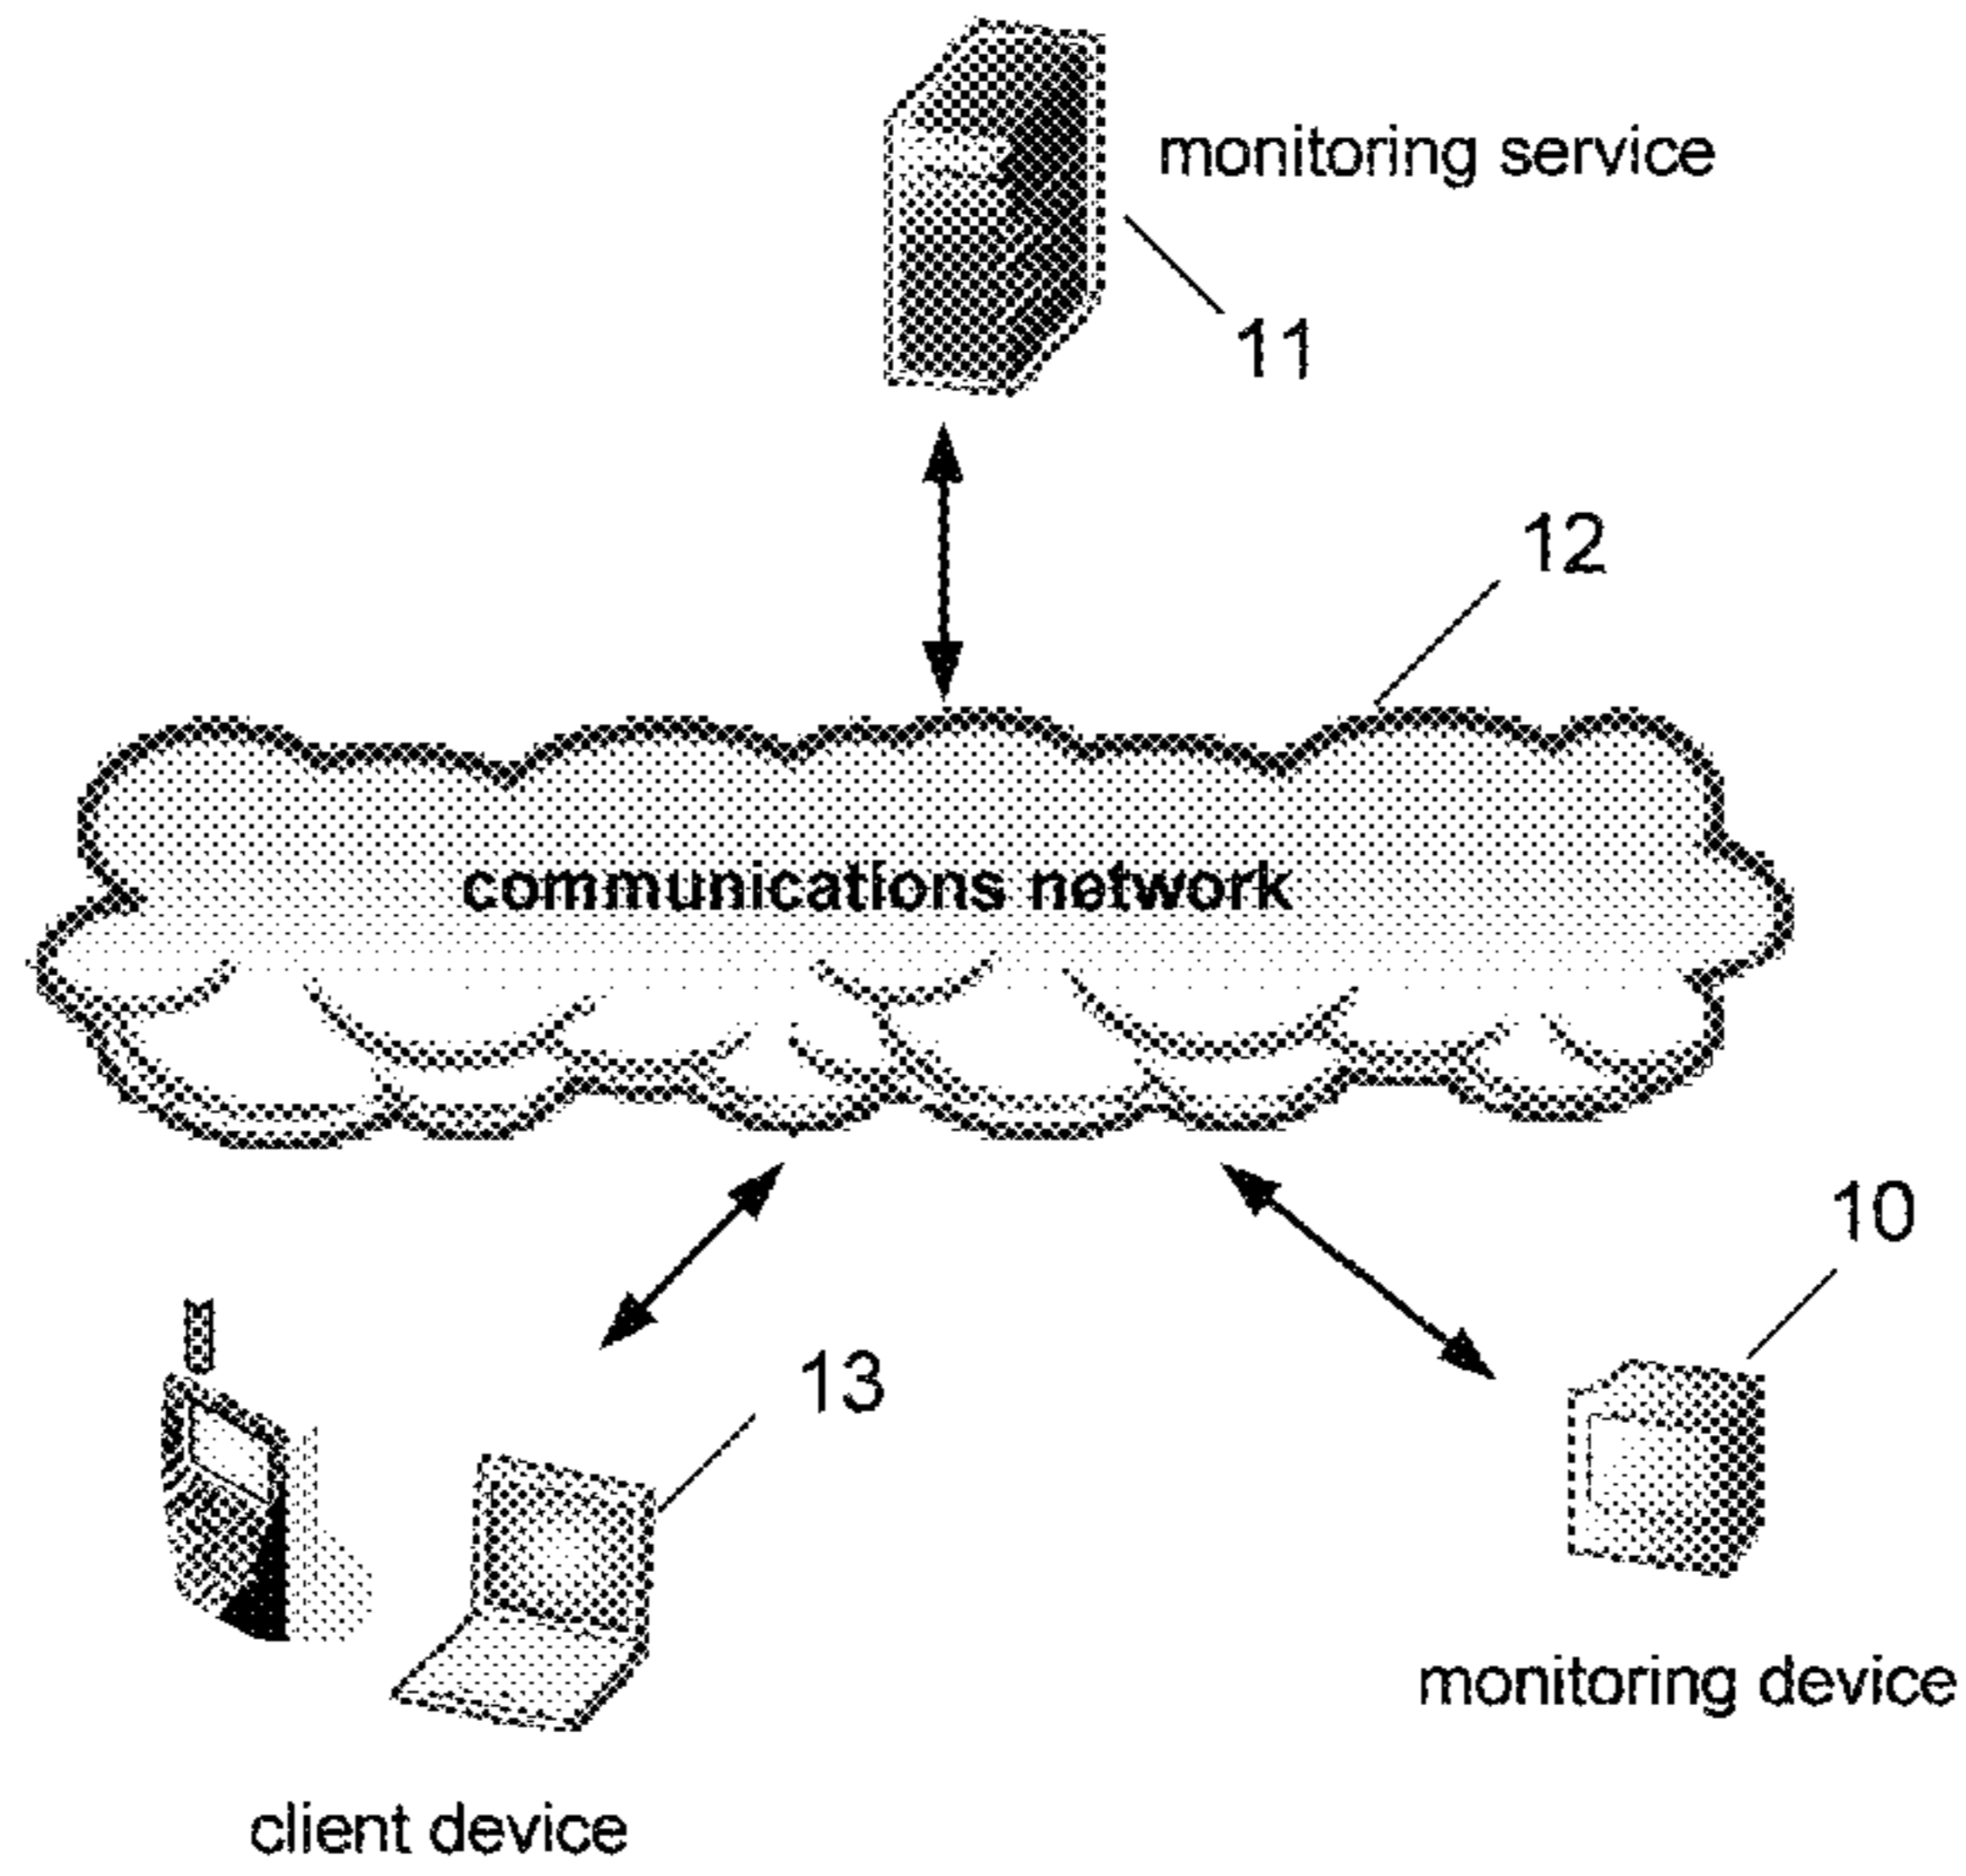 monitoring service
11
12
communications network
10
13
monitoring device
client device